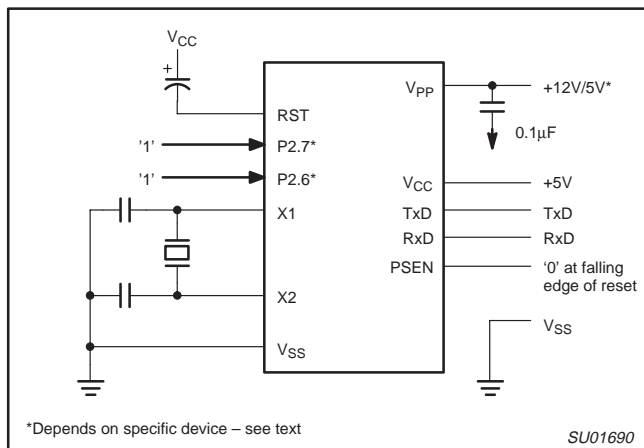 VCC
+
RST
'1'
P2.7*
'1'
P2.6*
X1
X2
VSS
VPP
+12V/5V*
0.1µF
VCC
+5V
TxD
TxD
RxD
RxD
PSEN
‘0’ at falling
edge of reset
VSS
*Depends on specific device – see text
SU01690